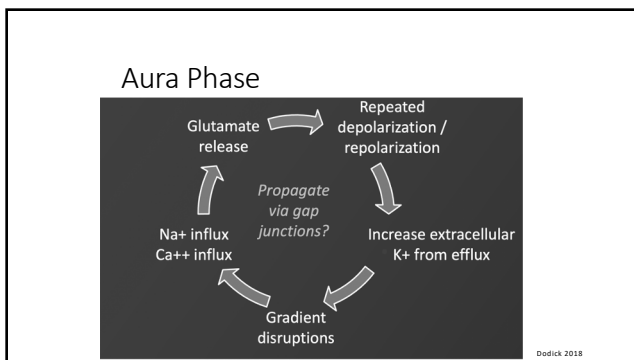 Aura Phase
Glutamate
release
Repeated
depolarization /
repolarization
Propagate
via gap
junctions?
Na+ influx
Ca++ influx
Increase extracellular
K+ from efflux
Gradient
disruptions
Dodick 2018